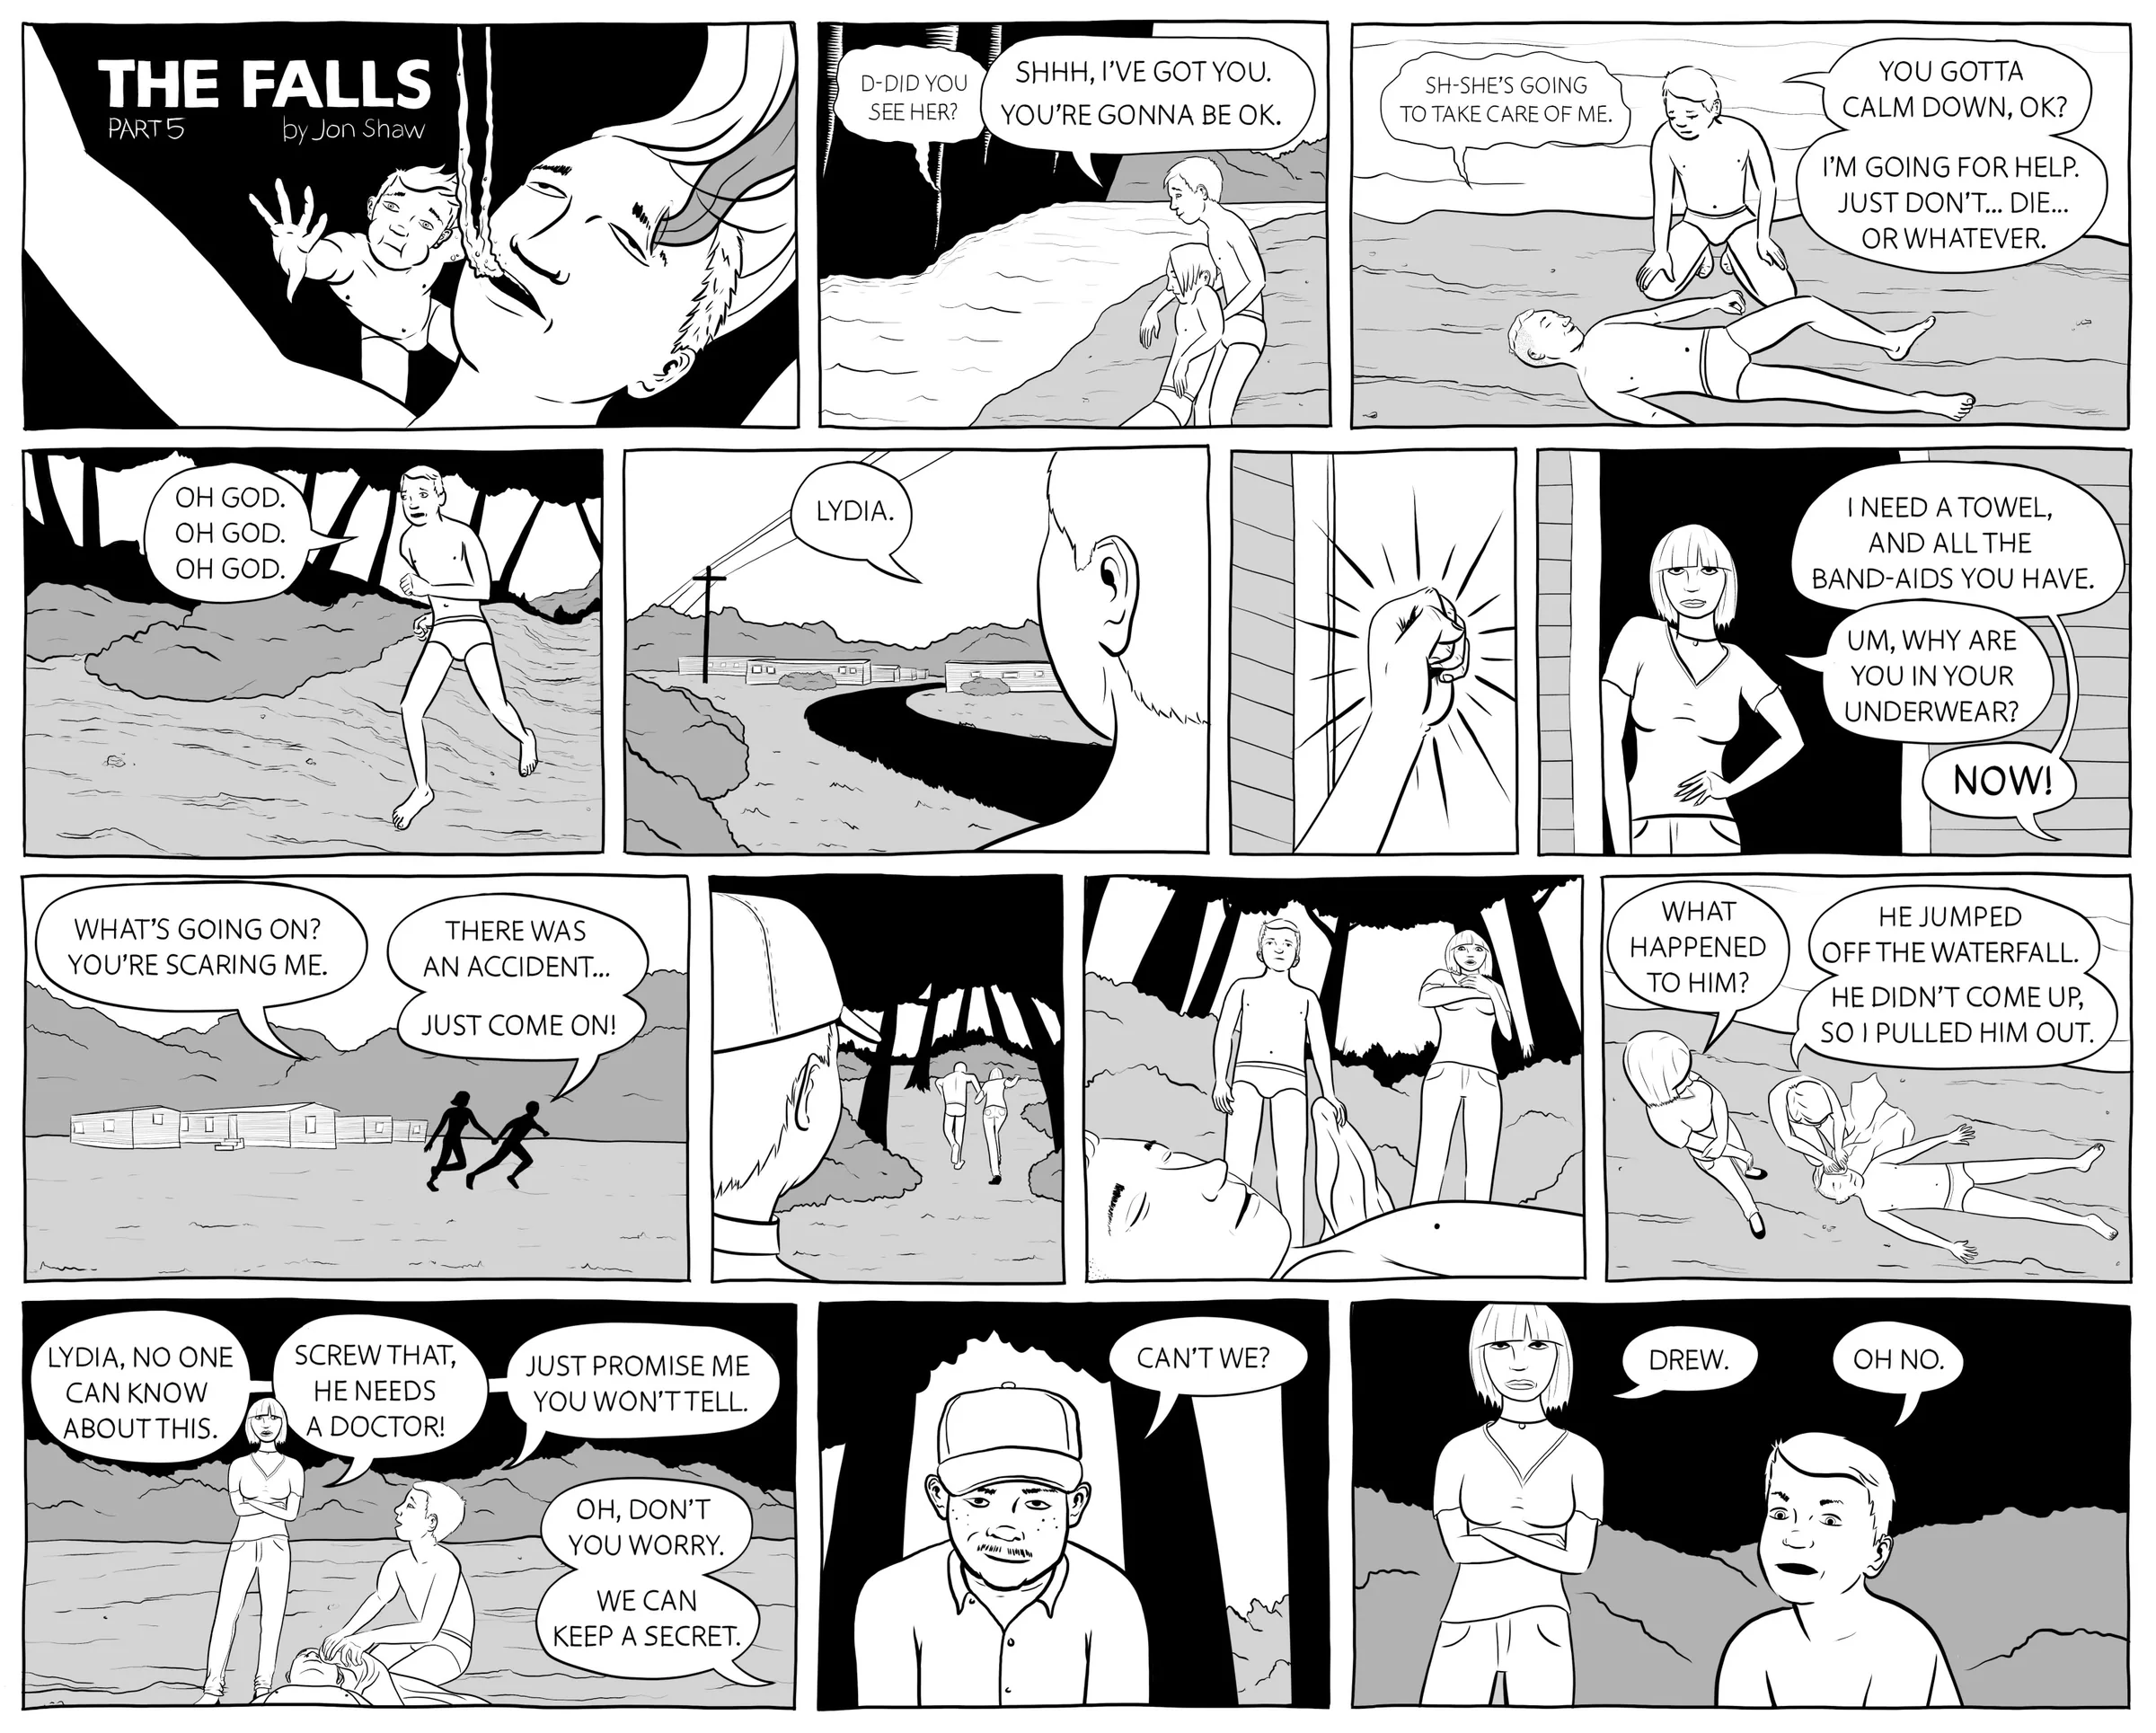 THE FALLS
PART 5
by Jon Shaw
D-DID YOU
SEE HER?
SHHH, I'VE GOT YOU.
YOU'RE GONNA BE OK.
SH-SHE'S GOING
TO TAKE CARE OF ME.
YOU GOTTA
CALM DOWN, OK?
I'M GOING FOR HELP.
JUST DON'T... DIE...
OR WHATEVER.
OH GOD.
OH GOD.
OH GOD.
LYDIA.
I NEED A TOWEL,
AND ALL THE
BAND-AIDS YOU HAVE.
UM, WHY ARE
YOU IN YOUR
UNDERWEAR?
NOW!
WHAT'S GOING ON?
YOU'RE SCARING ME.
THERE WAS
AN ACCIDENT...
JUST COME ON!
WHAT
HAPPENED
TO HIM?
HE JUMPED
OFF THE WATERFALL.
HE DIDN'T COME UP,
SO I PULLED HIM OUT.
LYDIA, NO ONE
CAN KNOW
ABOUT THIS.
SCREW THAT,
HE NEEDS
A DOCTOR!
JUST PROMISE ME
YOU WON'T TELL.
OH, DON'T
YOU WORRY.
WE CAN
KEEP A SECRET.
CAN'T WE?
DREW.
OH NO.